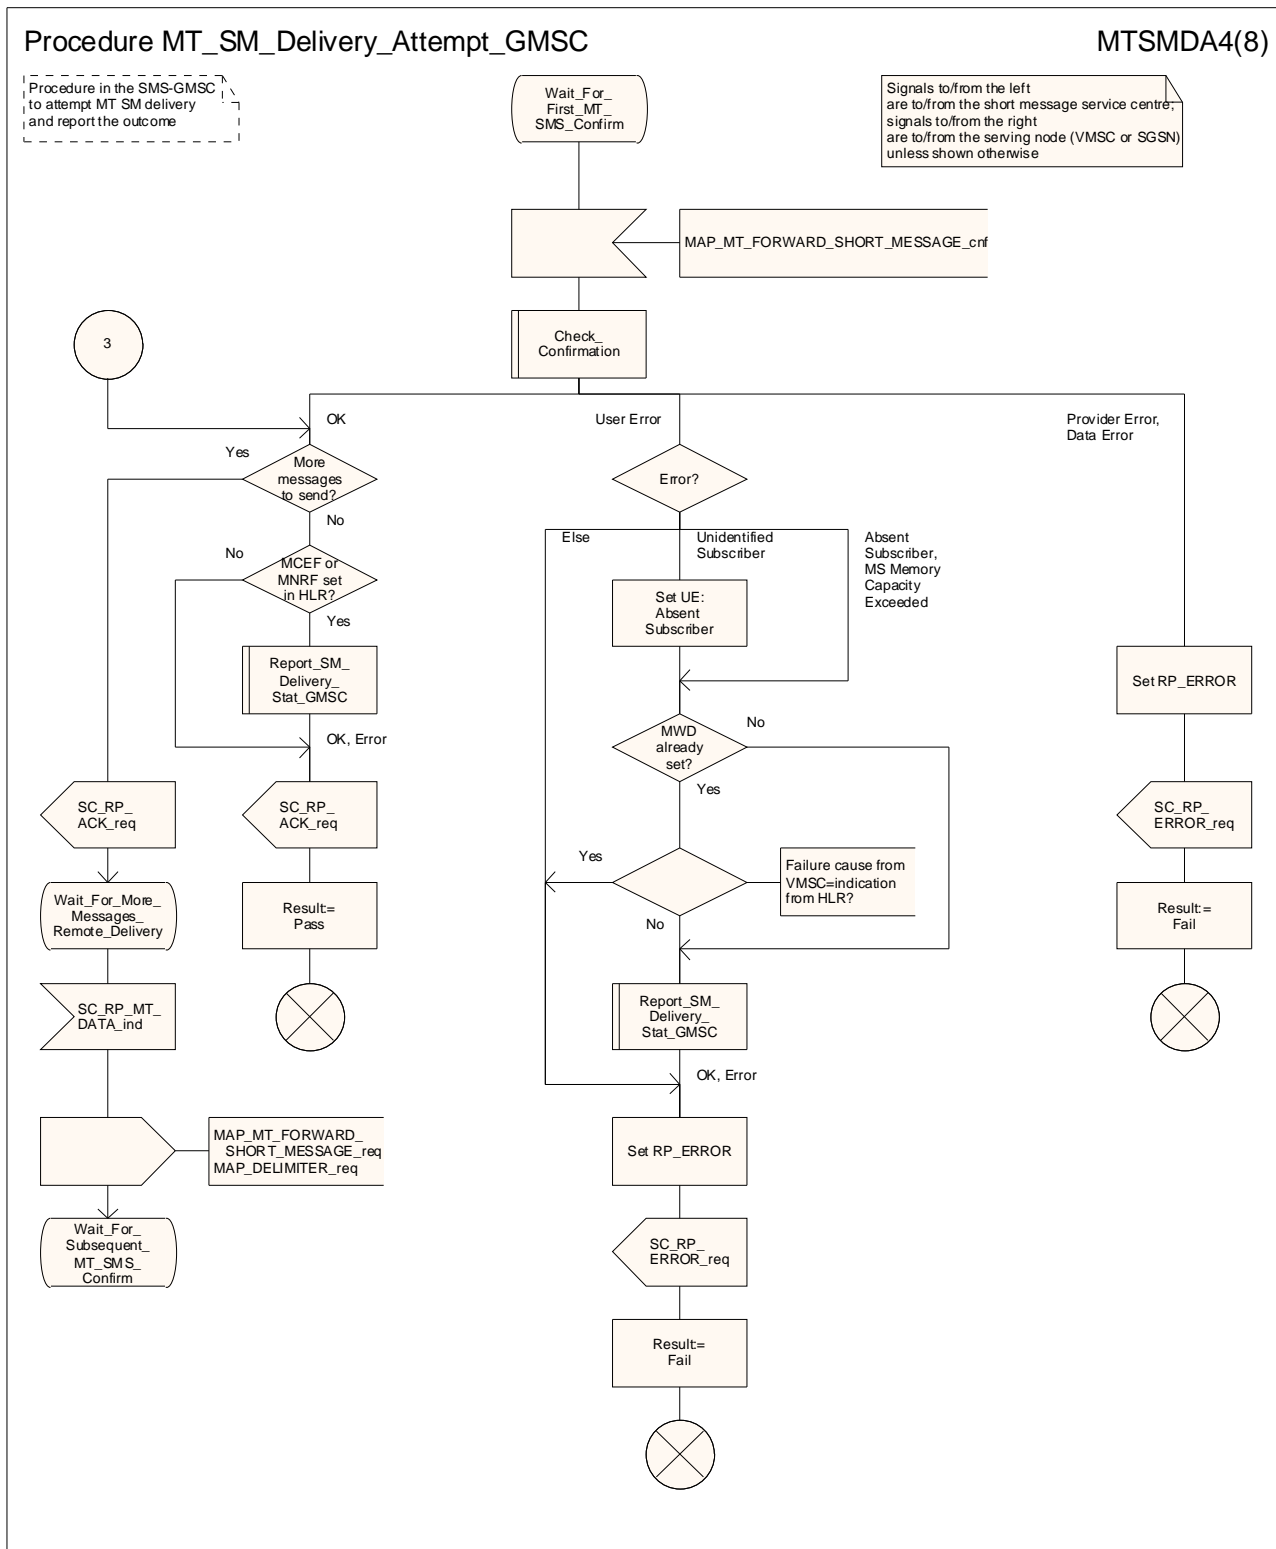 Procedure MT_SM_Delivery_Attempt_GMSC
MTSMDA4(8)
Procedure in the SMS-GMSC
to attempt MT SM delivery
and report the outcome
Wait_For_
First_MT_
SMS_Confirm
Signals to/from the left
are to/from the short message service centre;
signals to/from the right
are to/from the serving node (VMSC or SGSN)
unless shown otherwise
MAP_MT_FORWARD_SHORT_MESSAGE_cnf
Check_
Confirmation
3
OK
User Error
Provider Error,
Data Error
Yes
More
messages
to send?
Error?
No
Else
Unidentified
Subscriber
Absent
Subscriber,
MS Memory
Capacity
Exceeded
No
MCEF or
MNRF set
in HLR?
Yes
Set UE:
Absent
Subscriber
Report_SM_
Delivery_
Stat_GMSC
Set RP_ERROR
OK, Error
MWD
already
set?
No
Yes
SC_RP_
ACK_req
SC_RP_
ACK_req
SC_RP_
ERROR_req
Yes
Failure cause from
VMSC=indication
from HLR?
No
Wait_For_More_
Messages_
Remote_Delivery
Result:=
Pass
Result:=
Fail
SC_RP_MT_
DATA_ind
Report_SM_
Delivery_
Stat_GMSC
OK, Error
MAP_MT_FORWARD_
SHORT_MESSAGE_req
MAP_DELIMITER_req
Set RP_ERROR
Wait_For_
Subsequent_
MT_SMS_
Confirm
SC_RP_
ERROR_req
Result:=
Fail